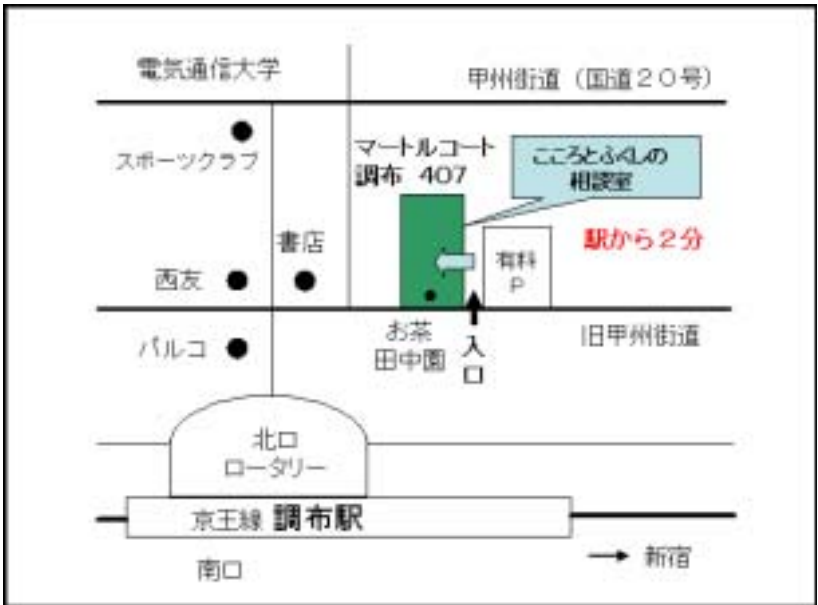 電気通信大学
甲州街道（国道２０号）
スポーツクラブ
マートルコート
調布 407
こころとふくしの
相談室
駅から２分
書店
有料
P
西友
お茶
田中園
入
口
旧甲州街道
パルコ
北口
ロータリー
京王線 調布駅
南口
新宿